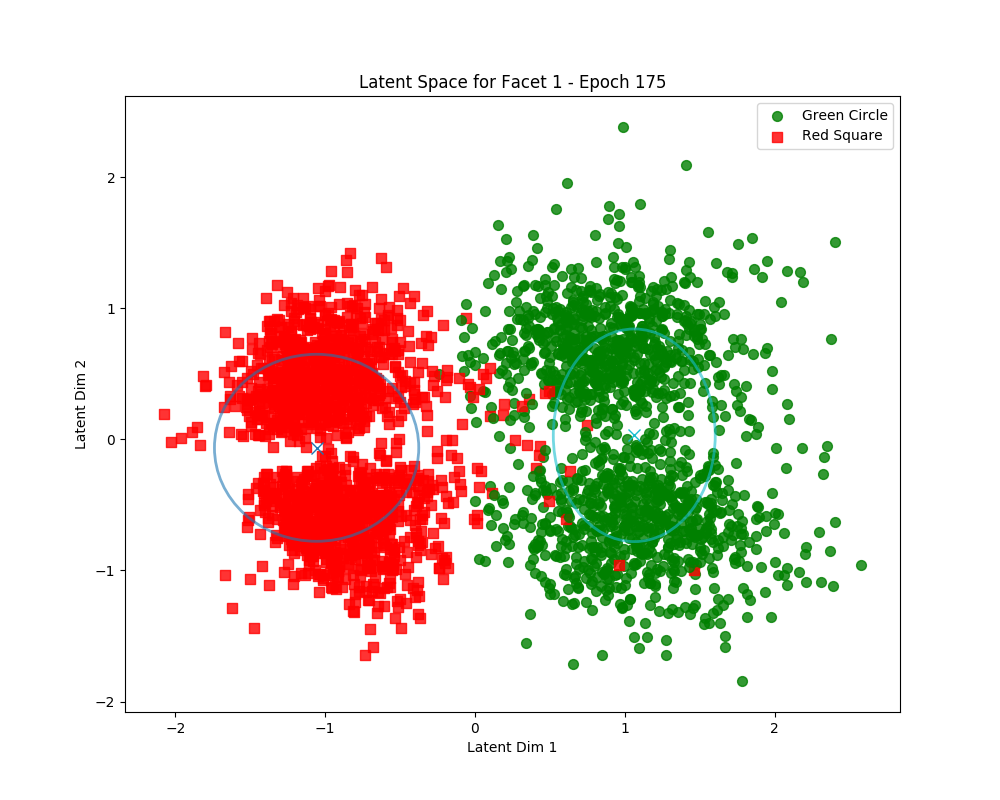 Latent Space for Facet 1 - Epoch 175
Green Circle
Red Square
2
1
0
−1
−2
Latent Dim 2
−2
−1
0
1
2
Latent Dim 1